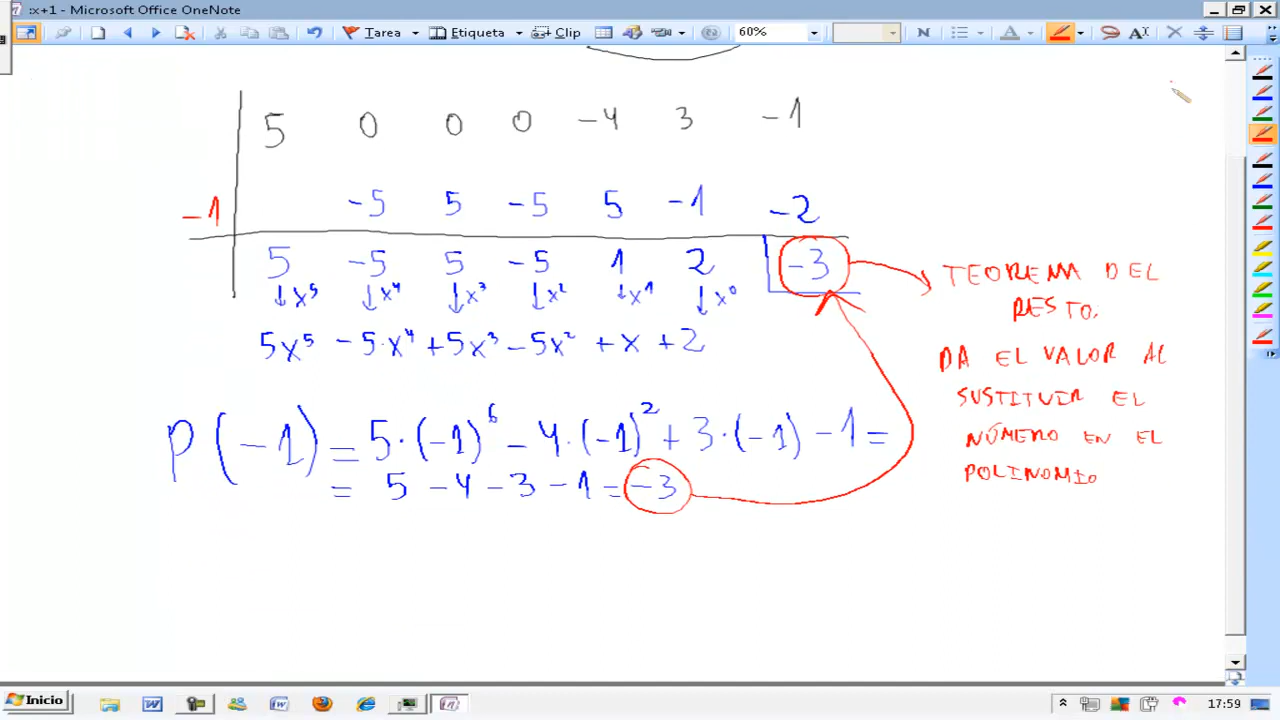 :x+1 - Microsoft Office OneNote
Tarea Etiqueta Clip 60% N A
5 0 0 0 -4 3 -1
-1 -5 5 -5 5 -1 -2
5 -5 5 -5 1 2 -3
↓x⁵ ↓x⁴ ↓x³ ↓x² ↓x¹ ↓x⁰
5x⁵ -5·x⁴ +5x³ -5x² +x +2
TEOREMA DEL
RESTO.
DA EL VALOR AL
SUSTITUIR EL
NÚMERO EN EL
POLINOMIO
P(-1) = 5·(-1)⁶ - 4·(-1)² + 3·(-1) - 1 =
= 5 - 4 - 3 - 1 = -3
Inicio 17:59